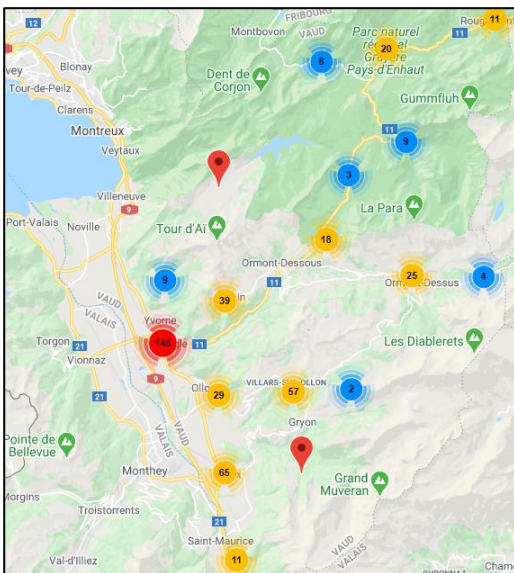 FRIBOURG
VAUD
11
12
Montbovon
Parc naturel
régional
Gruyère
Pays-d'Enhaut
20
11
8
Blonay
Tour-de-Peilz
Dent de
Corjon
Clarens
Gummfluh
Montreux
11
9
Veytaux
3
Villeneuve
9
La Para
Port-Valais
Noville
Tour d'Aï
18
Ormont-Dessous
25
4
9
11
39
Yvorne
VAUD
VALAIS
146
11
Torgon
Vionnaz
21
9
Les Diablerets
29
VILLARS-SUR-OLLON
57
2
21
Gryon
Pointe de
Bellevue
VAUD
VALAIS
Monthey
65
Grand
Muveran
Morgins
Troistorrents
21
Saint-Maurice
VAUD
VALAIS
Val-d'Illiez
11